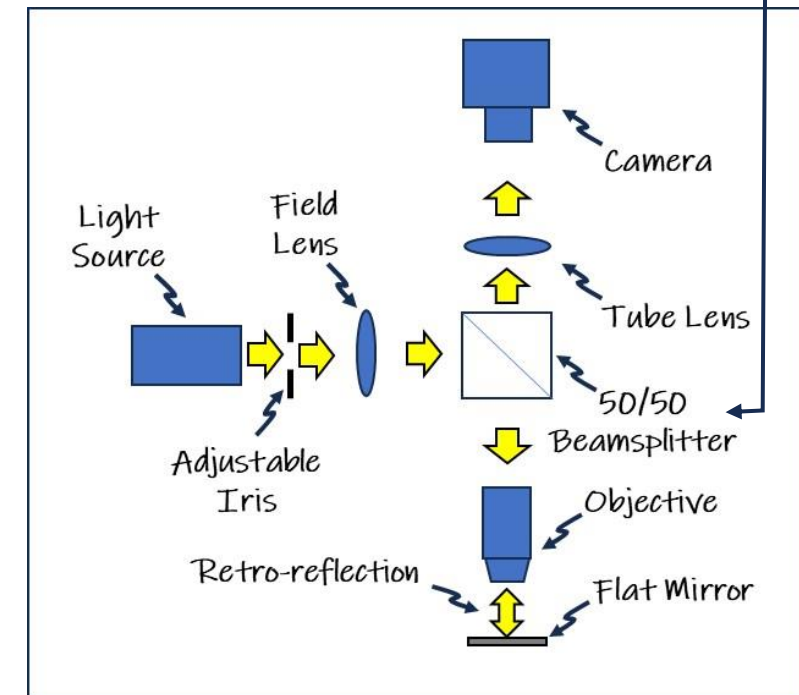 Camera
Light
Source
Field
Lens
Tube Lens
50/50
Beamsplitter
Adjustable
Iris
Objective
Retro-reflection
Flat Mirror